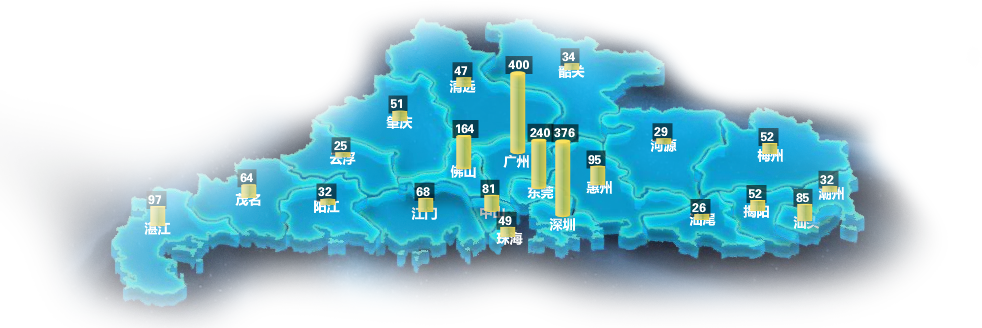 34
韶关
400
广州
47
清远
51
肇庆
164
佛山
240
东莞
376
深圳
95
惠州
29
河源
52
梅州
25
云浮
64
茂名
97
湛江
32
阳江
68
江门
81
中
49
珠海
26
汕尾
52
揭阳
85
汕头
32
潮州